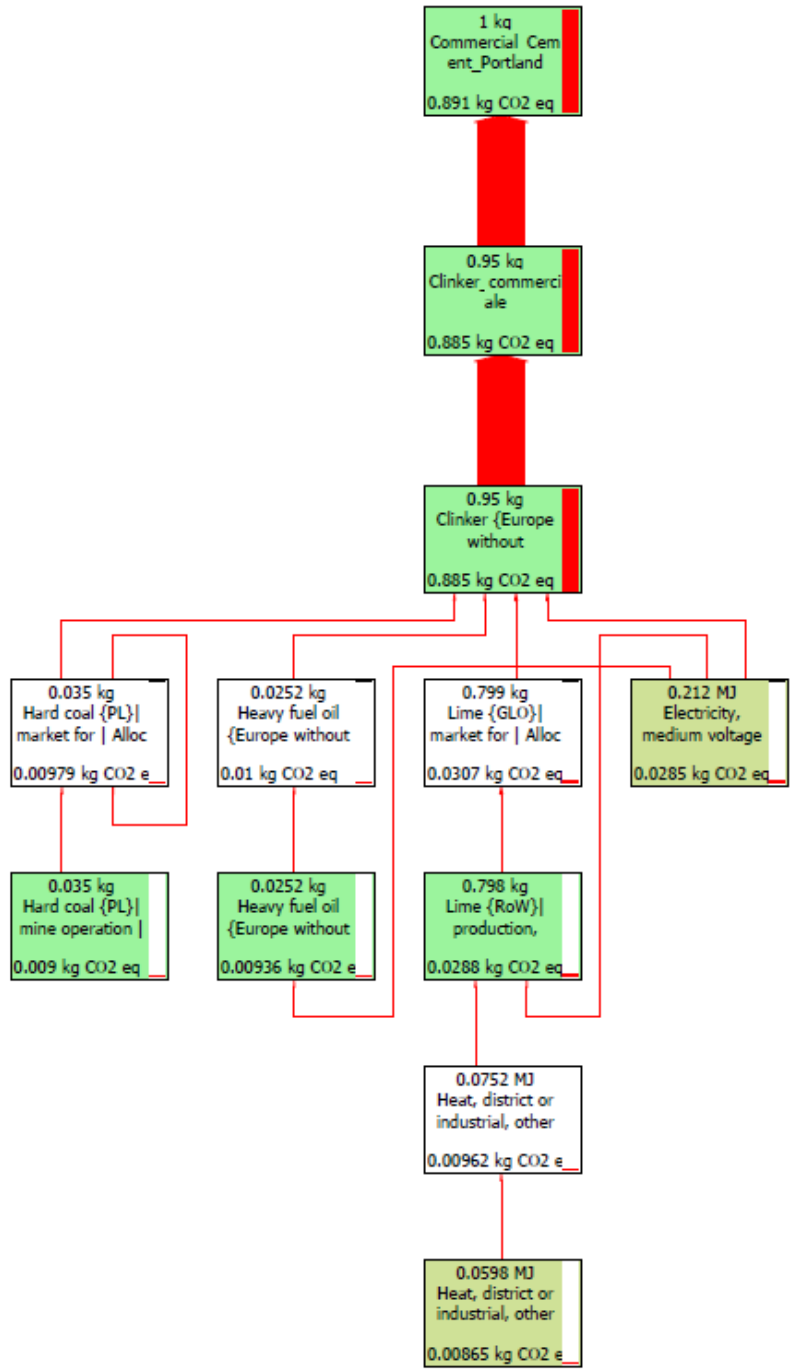 1 kg
Commercial_Cem
ent_Portland
0.891 kg CO2 eq
0.95 kg
Clinker_commerci
ale
0.885 kg CO2 eq
0.95 kg
Clinker {Europe
without
0.885 kg CO2 eq
0.035 kg
Hard coal {PL}|
market for | Alloc
0.00979 kg CO2 e
0.0252 kg
Heavy fuel oil
{Europe without
0.01 kg CO2 eq
0.799 kg
Lime {GLO}|
market for | Alloc
0.0307 kg CO2 eq
0.212 MJ
Electricity,
medium voltage
0.0285 kg CO2 eq
0.035 kg
Hard coal {PL}|
mine operation |
0.009 kg CO2 eq
0.0252 kg
Heavy fuel oil
{Europe without
0.00936 kg CO2 e
0.798 kg
Lime {RoW}|
production,
0.0288 kg CO2 eq
0.0752 MJ
Heat, district or
industrial, other
0.00962 kg CO2 e
0.0598 MJ
Heat, district or
industrial, other
0.00865 kg CO2 e